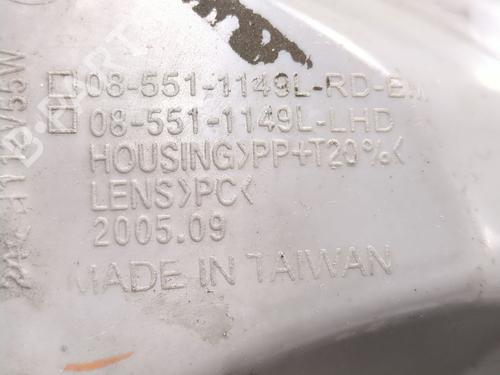 08-551-1149L-RD-E
08-551-1149L-LHD
HOUSING>PP+T20%<
LENS>PC<
2005.09
MADE IN TAIWAN